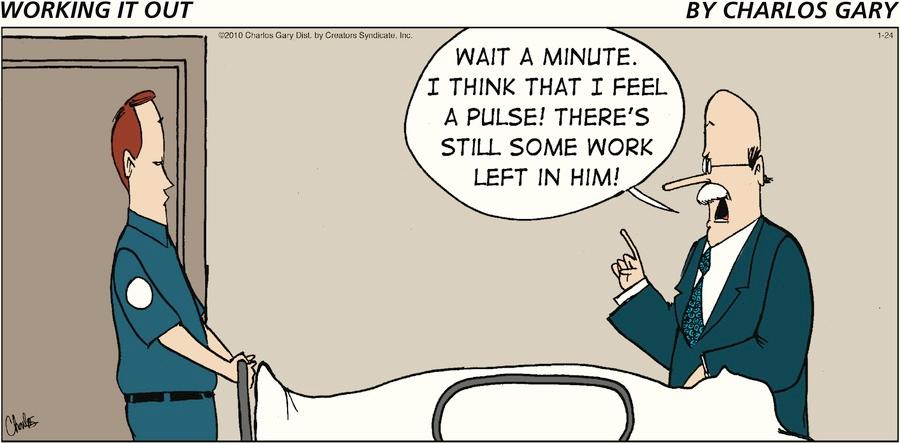 WORKING IT OUT
BY CHARLOS GARY
©2010 Charlos Gary Dist. by Creators Syndicate, Inc.
1-24
WAIT A MINUTE.
I THINK THAT I FEEL
A PULSE! THERE'S
STILL SOME WORK
LEFT IN HIM!